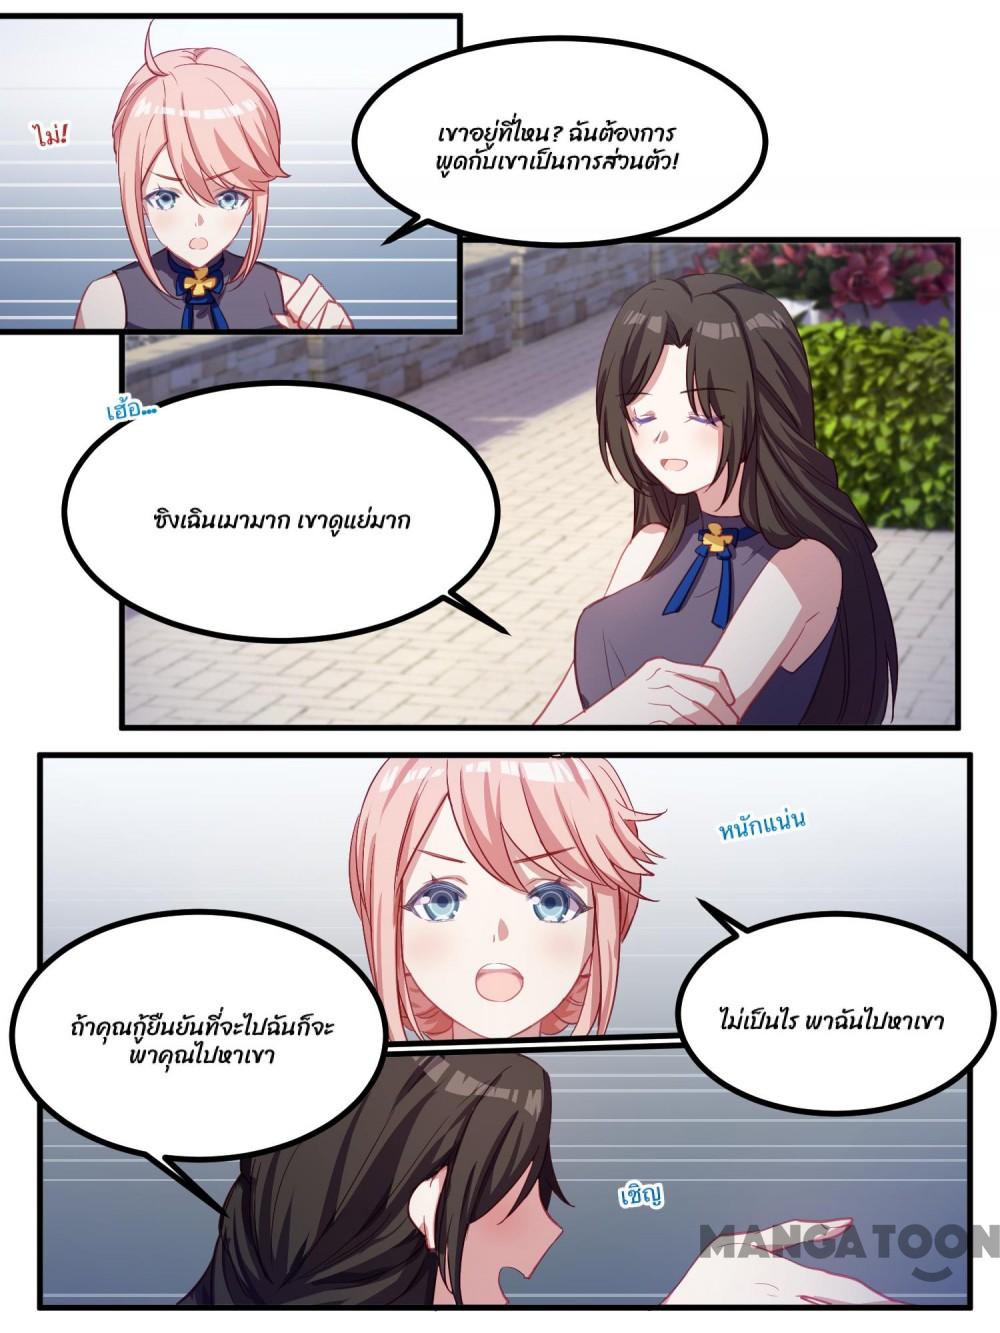 ไม่!
เขาอยู่ที่ไหน? ฉันต้องการ
พูดกับเขาเป็นการส่วนตัว!
เฮ้อ...
ซิงเฉินเมามาก เขาดูแย่มาก
หนักแน่น
ไม่เป็นไร พาฉันไปหาเขา
ถ้าคุณกู้ยืนยันที่จะไปฉันก็จะ
พาคุณไปหาเขา
เชิญ
MANGATOON